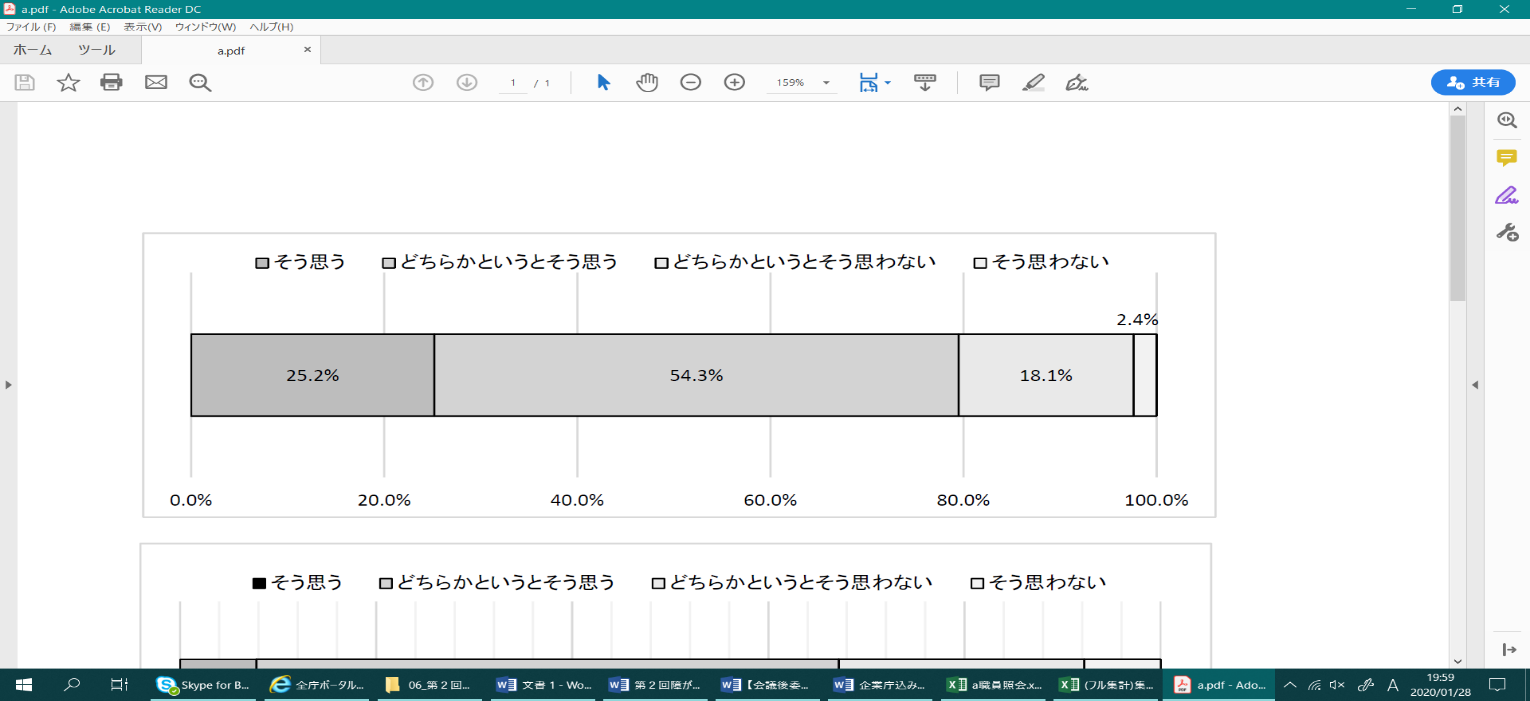 a.pdf - Adobe Acrobat Reader DC
ファイル(F) 編集(E) 表示(V) ウィンドウ(W) ヘルプ(H)
ホーム ツール a.pdf ×
1 / 1 159% 共有
そう思う どちらかというとそう思う どちらかというとそう思わない そう思わない
2.4%
25.2% 54.3% 18.1%
0.0% 20.0% 40.0% 60.0% 80.0% 100.0%
そう思う どちらかというとそう思う どちらかというとそう思わない そう思わない
Skype for B... 全庁ポータル... 06_第２回... 文書 1 - Wo... 第２回障が... 【会議後委... 企業庁込み... a職員照会.x... (フル集計)集... a.pdf - Ado... A 19:59
2020/01/28